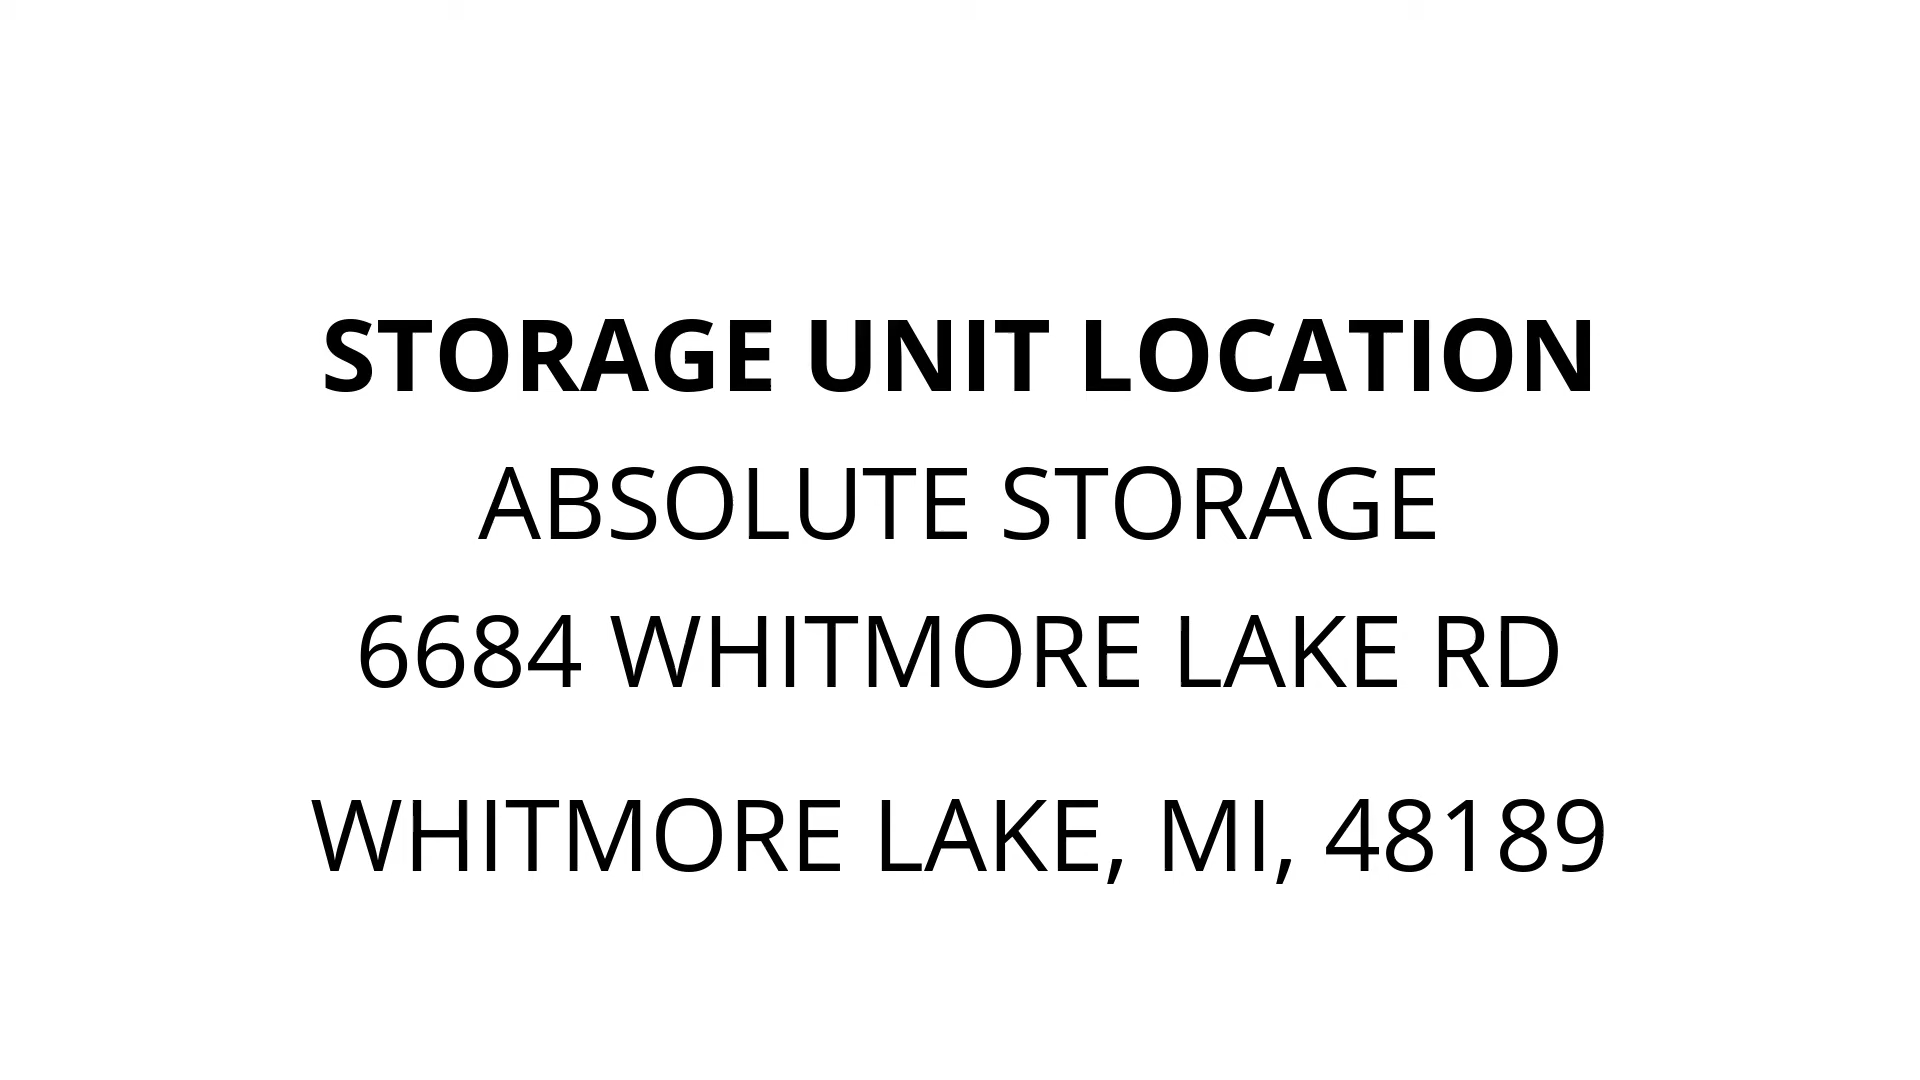 STORAGE UNIT LOCATION
ABSOLUTE STORAGE
6684 WHITMORE LAKE RD
WHITMORE LAKE, MI, 48189